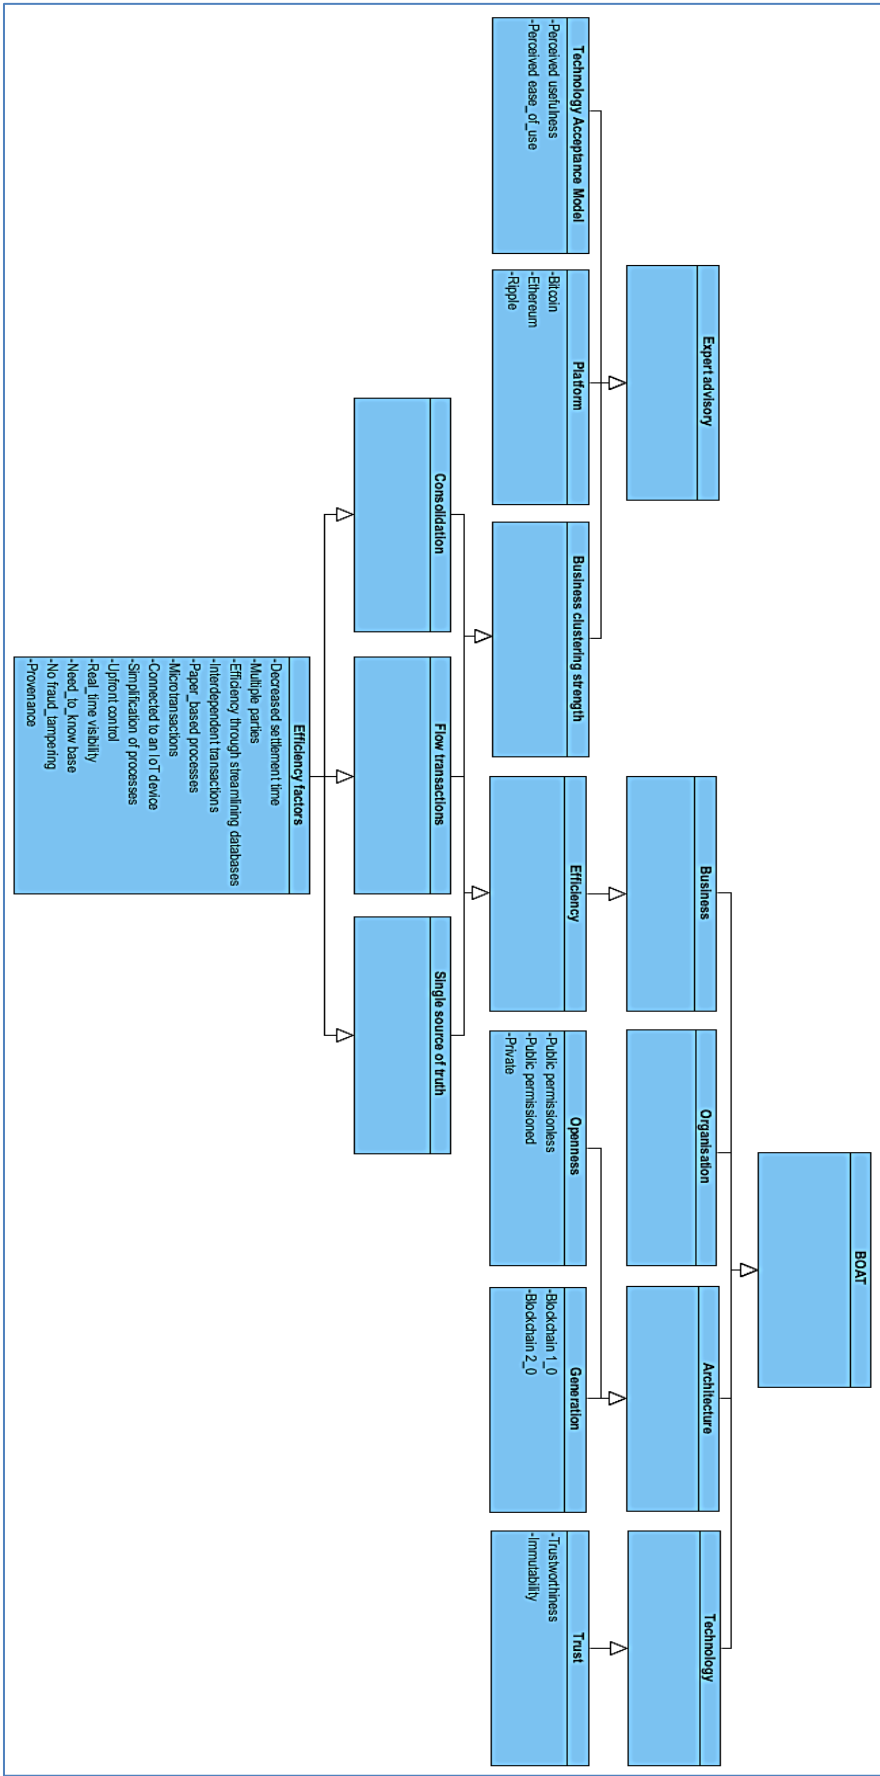 BOAT
Expert advisory
Business
Organisation
Architecture
Technology
Technology Acceptance Model
-Perceived usefulness
-Perceived ease_of_use
Platform
-Bitcoin
-Ethereum
-Ripple
Business clustering strength
Efficiency
Openness
-Public permissionless
-Public permissioned
-Private
Generation
-Blockchain 1_0
-Blockchain 2_0
Trust
-Trustworthiness
-Immutability
Consolidation
Flow transactions
Single source of truth
Efficiency factors
-Decreased settlement time
-Multiple parties
-Efficiency through streamlining databases
-Interdependent transactions
-Paper_based processes
-Microtransactions
-Connected to an IoT device
-Simplification of processes
-Upfront control
-Real_time visibility
-Need_to_know base
-No fraud_tampering
-Provenance